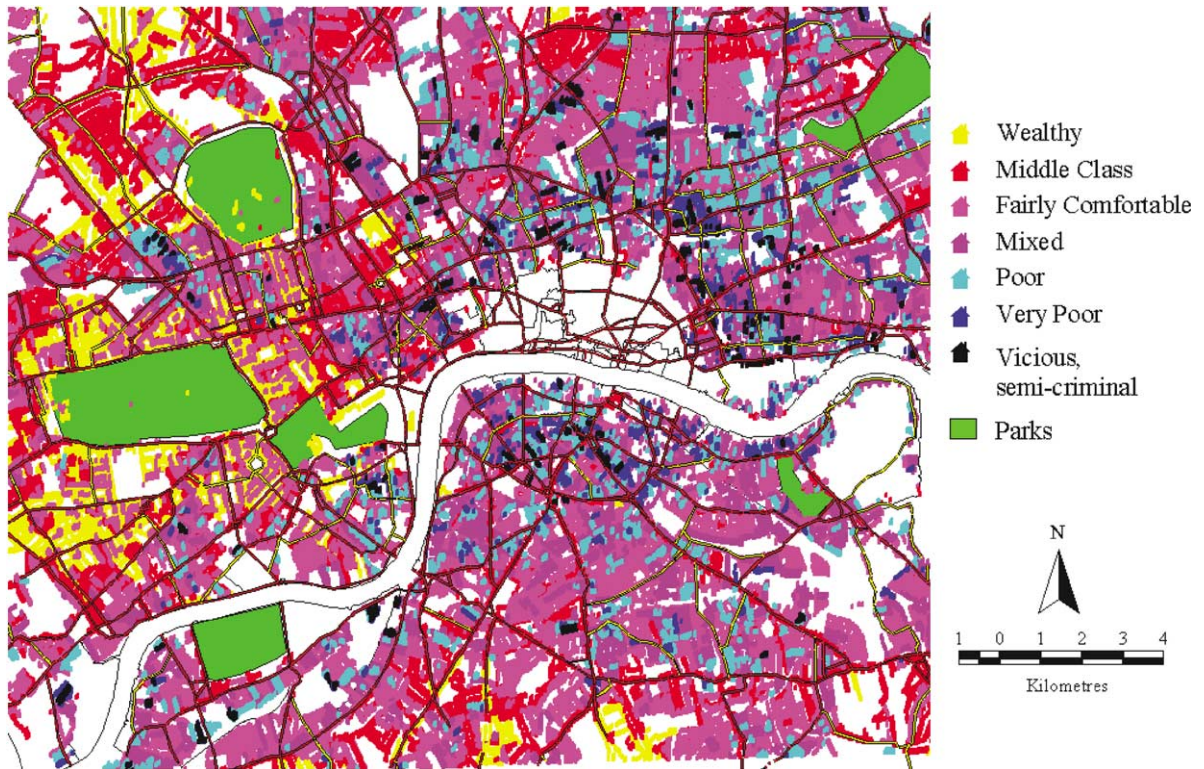 Wealthy
Middle Class
Fairly Comfortable
Mixed
Poor
Very Poor
Vicious,
semi-criminal
Parks
N
1 0 1 2 3 4
Kilometres